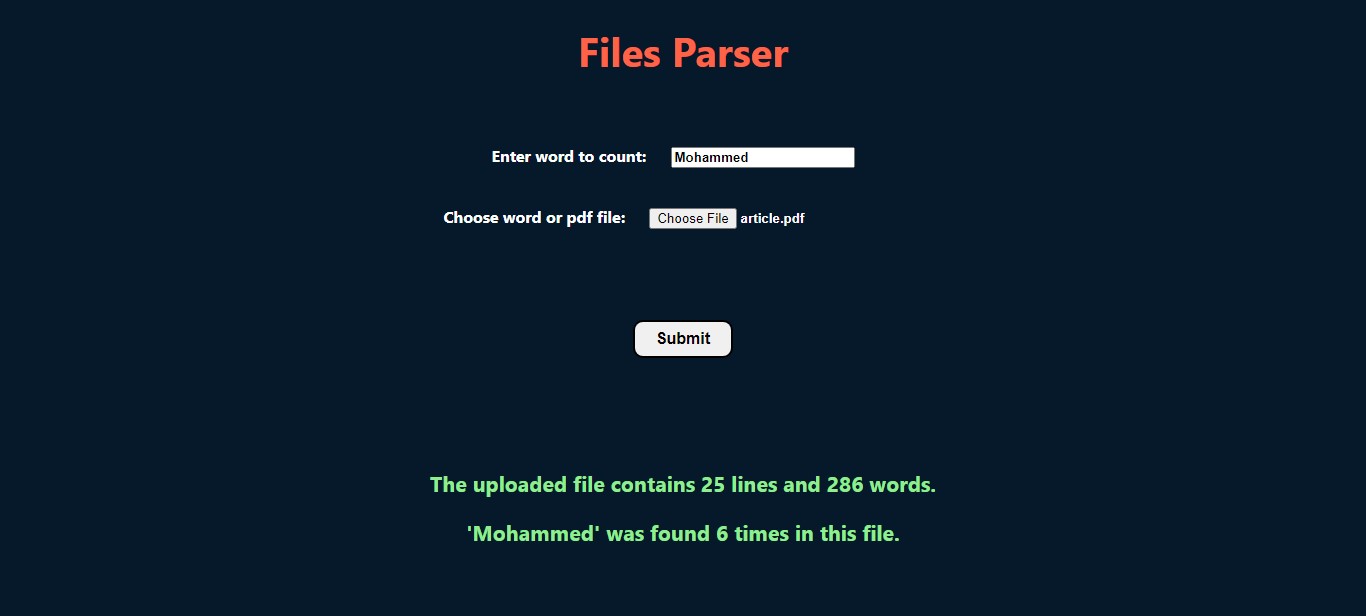 Files Parser
Enter word to count: Mohammed
Choose word or pdf file: Choose File article.pdf
Submit
The uploaded file contains 25 lines and 286 words.
'Mohammed' was found 6 times in this file.